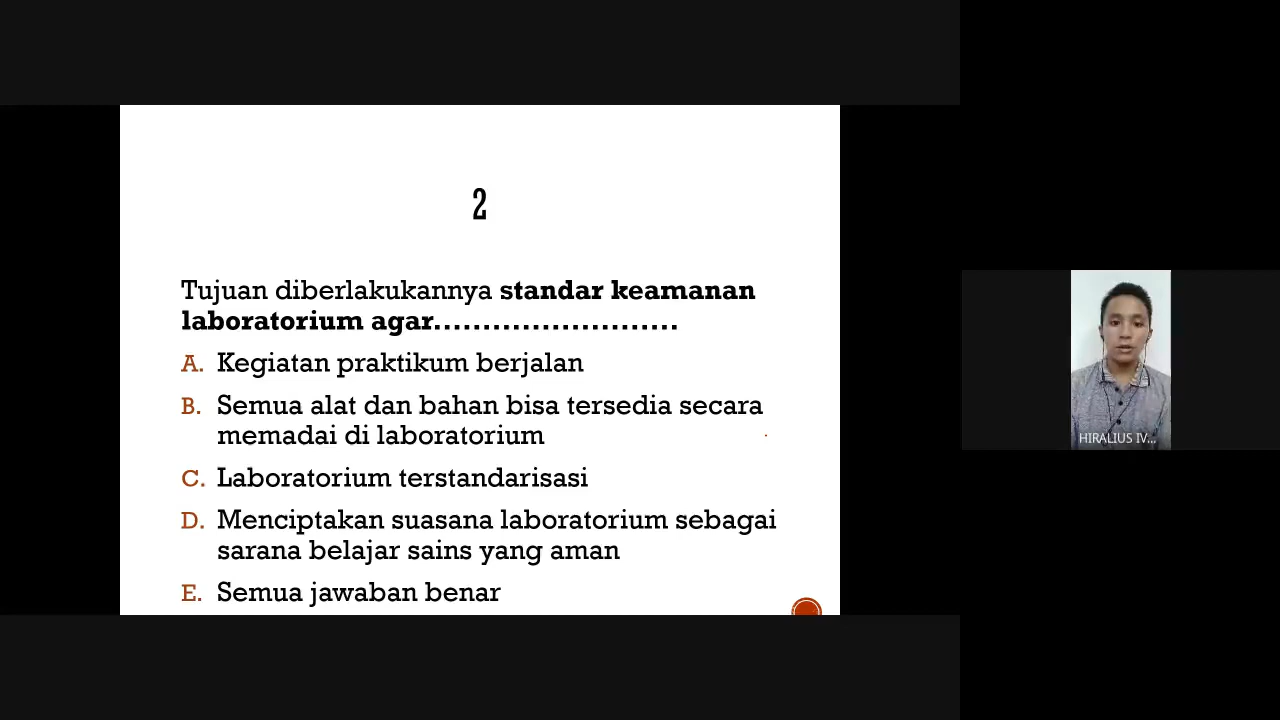 2
Tujuan diberlakukannya standar keamanan
laboratorium agar.........................
A. Kegiatan praktikum berjalan
B. Semua alat dan bahan bisa tersedia secara
memadai di laboratorium
C. Laboratorium terstandarisasi
D. Menciptakan suasana laboratorium sebagai
sarana belajar sains yang aman
E. Semua jawaban benar
HIRALIUS IV...